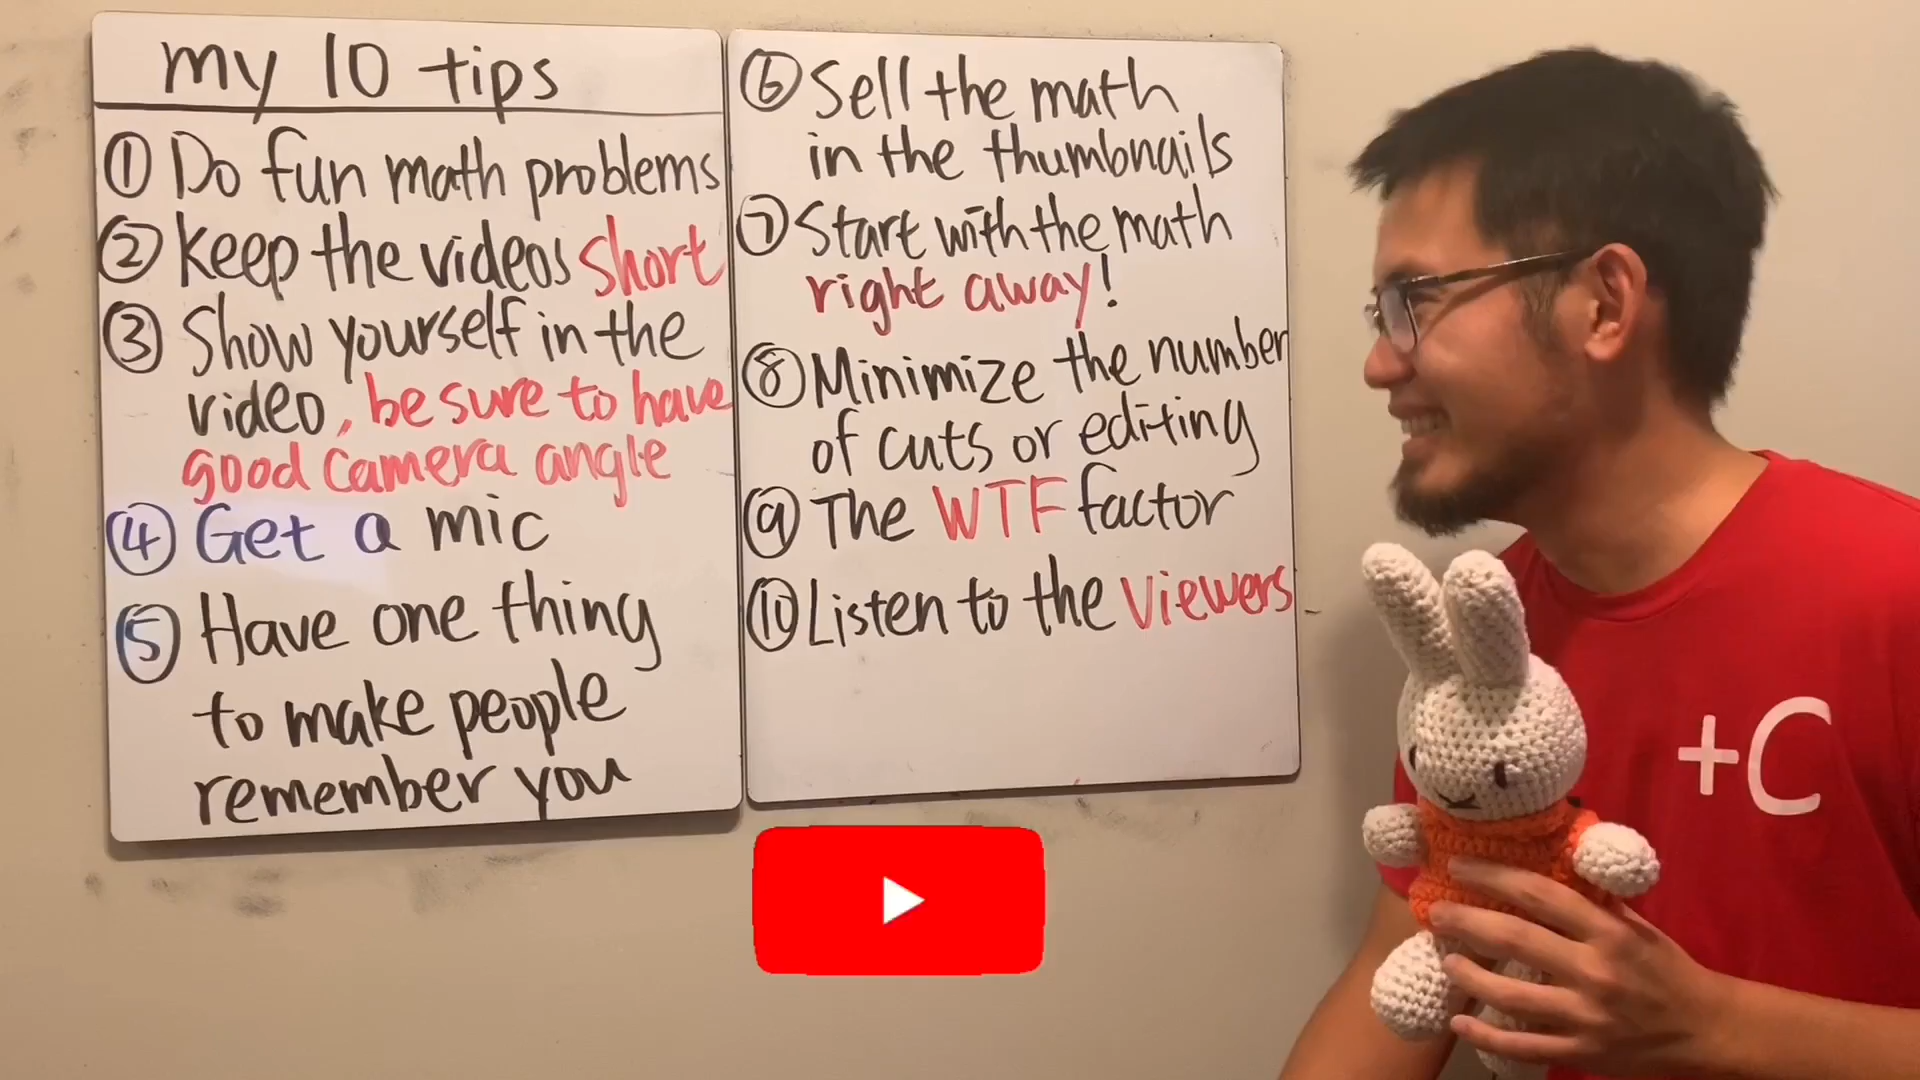 my 10 tips
① Do fun math problems
② Keep the videos short
③ Show yourself in the
video, be sure to have
good camera angle
④ Get a mic
⑤ Have one thing
to make people
remember you
⑥ Sell the math
in the thumbnails
⑦ Start with the math
right away!
⑧ Minimize the number
of cuts or editing
⑨ The WTF factor
⑩ Listen to the viewers
+C